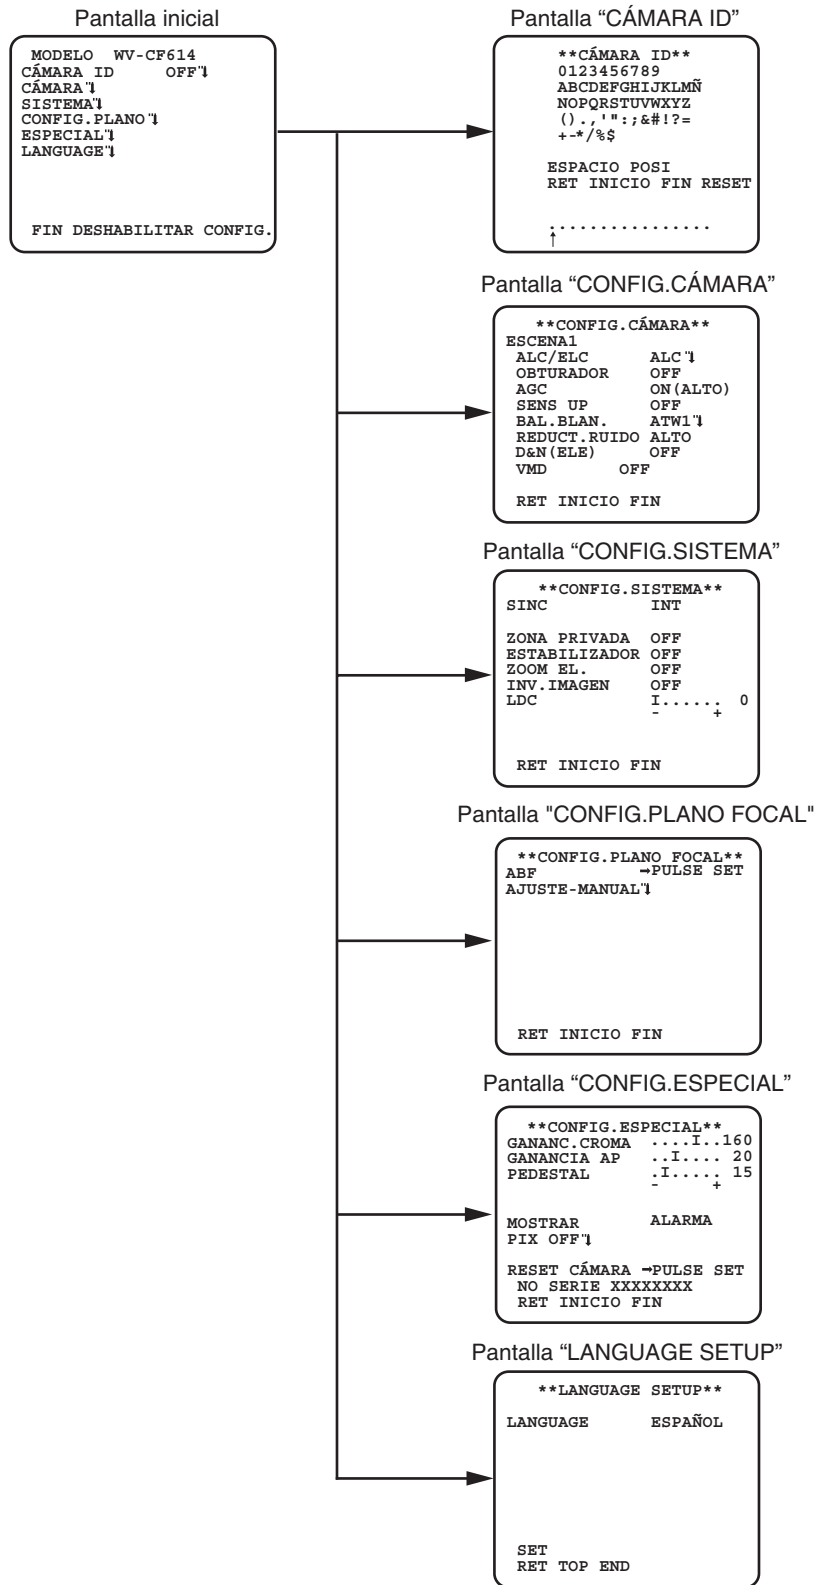 Pantalla inicial
MODELO WV-CF614
CÁMARA ID OFF
CÁMARA
SISTEMA
CONFIG.PLANO
ESPECIAL
LANGUAGE
FIN DESHABILITAR CONFIG.
Pantalla “CÁMARA ID”
**CÁMARA ID**
0123456789
ABCDEFGHIJKLMÑ
NOPQRSTUVWXYZ
().,'":;&#!?=
+-*/%$
ESPACIO POSI
RET INICIO FIN RESET
................
↑
Pantalla “CONFIG.CÁMARA”
**CONFIG.CÁMARA**
ESCENA1
ALC/ELC ALC
OBTURADOR OFF
AGC ON(ALTO)
SENS UP OFF
BAL.BLAN. ATW1
REDUCT.RUIDO ALTO
D&N(ELE) OFF
VMD OFF
RET INICIO FIN
Pantalla “CONFIG.SISTEMA”
**CONFIG.SISTEMA**
SINC INT
ZONA PRIVADA OFF
ESTABILIZADOR OFF
ZOOM EL. OFF
INV.IMAGEN OFF
LDC I...... 0
- +
RET INICIO FIN
Pantalla "CONFIG.PLANO FOCAL"
**CONFIG.PLANO FOCAL**
ABF →PULSE SET
AJUSTE-MANUAL
RET INICIO FIN
Pantalla “CONFIG.ESPECIAL”
**CONFIG.ESPECIAL**
GANANC.CROMA ....I..160
GANANCIA AP ..I.... 20
PEDESTAL .I..... 15
- +
MOSTRAR ALARMA
PIX OFF
RESET CÁMARA →PULSE SET
NO SERIE XXXXXXXX
RET INICIO FIN
Pantalla “LANGUAGE SETUP”
**LANGUAGE SETUP**
LANGUAGE ESPAÑOL
SET
RET TOP END